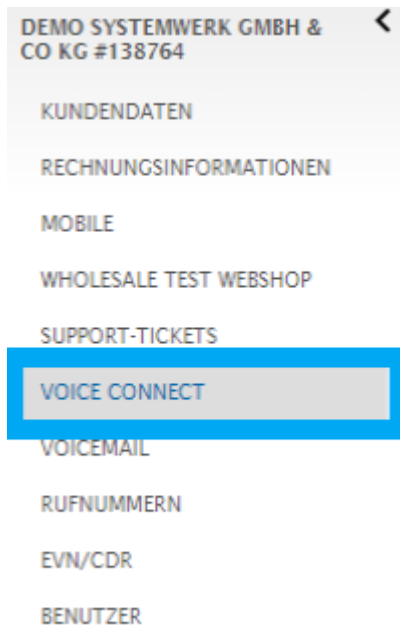 DEMO SYSTEMWERK GMBH &
CO KG #138764
KUNDENDATEN
RECHNUNGSINFORMATIONEN
MOBILE
WHOLESALE TEST WEBSHOP
SUPPORT-TICKETS
VOICE CONNECT
VOICEMAIL
RUFNUMMERN
EVN/CDR
BENUTZER